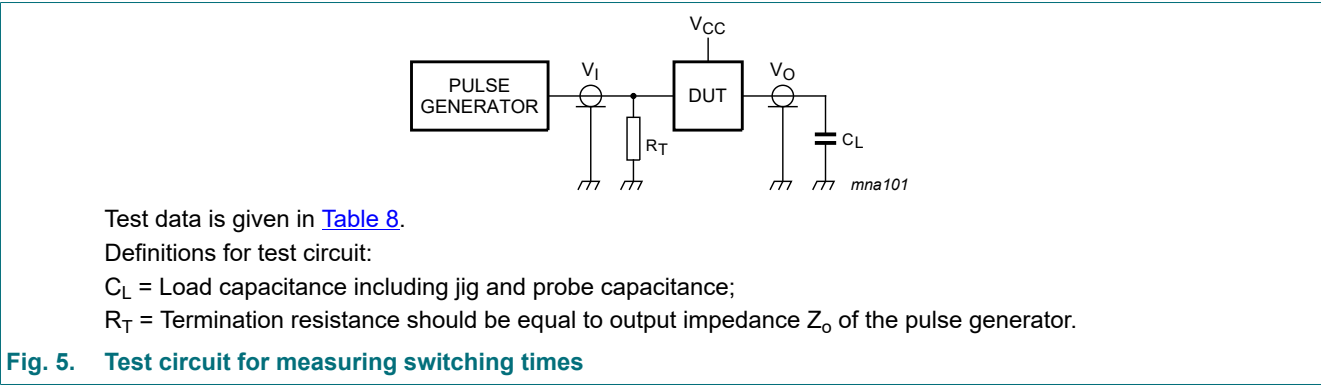 VCC
PULSE
GENERATOR
VI
DUT
VO
RT
CL
mna101
Test data is given in Table 8.
Definitions for test circuit:
CL = Load capacitance including jig and probe capacitance;
RT = Termination resistance should be equal to output impedance Zo of the pulse generator.
Fig. 5. Test circuit for measuring switching times